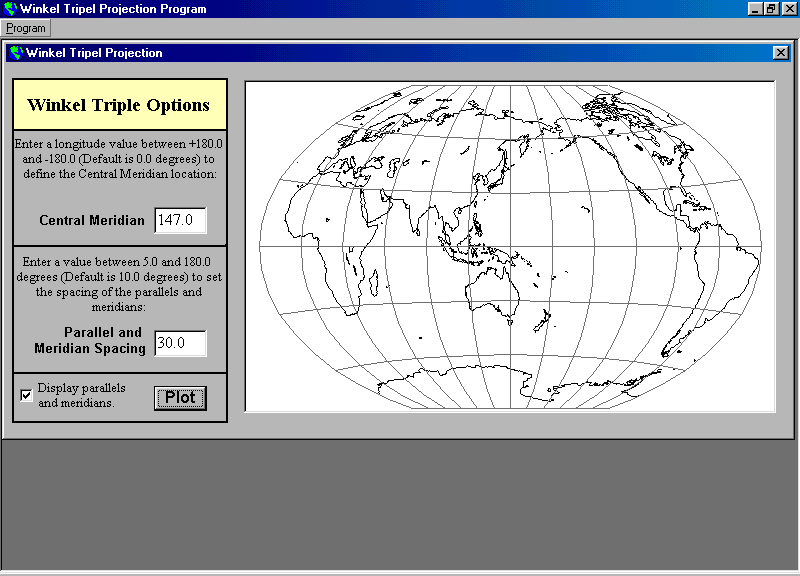 Winkel Tripel Projection Program
Program
Winkel Tripel Projection
Winkel Triple Options
Enter a longitude value between +180.0
and -180.0 (Default is 0.0 degrees) to
define the Central Meridian location:
Central Meridian 147.0
Enter a value between 5.0 and 180.0
degrees (Default is 10.0 degrees) to set
the spacing of the parallels and
meridians:
Parallel and
Meridian Spacing 30.0
Display parallels
and meridians.
Plot